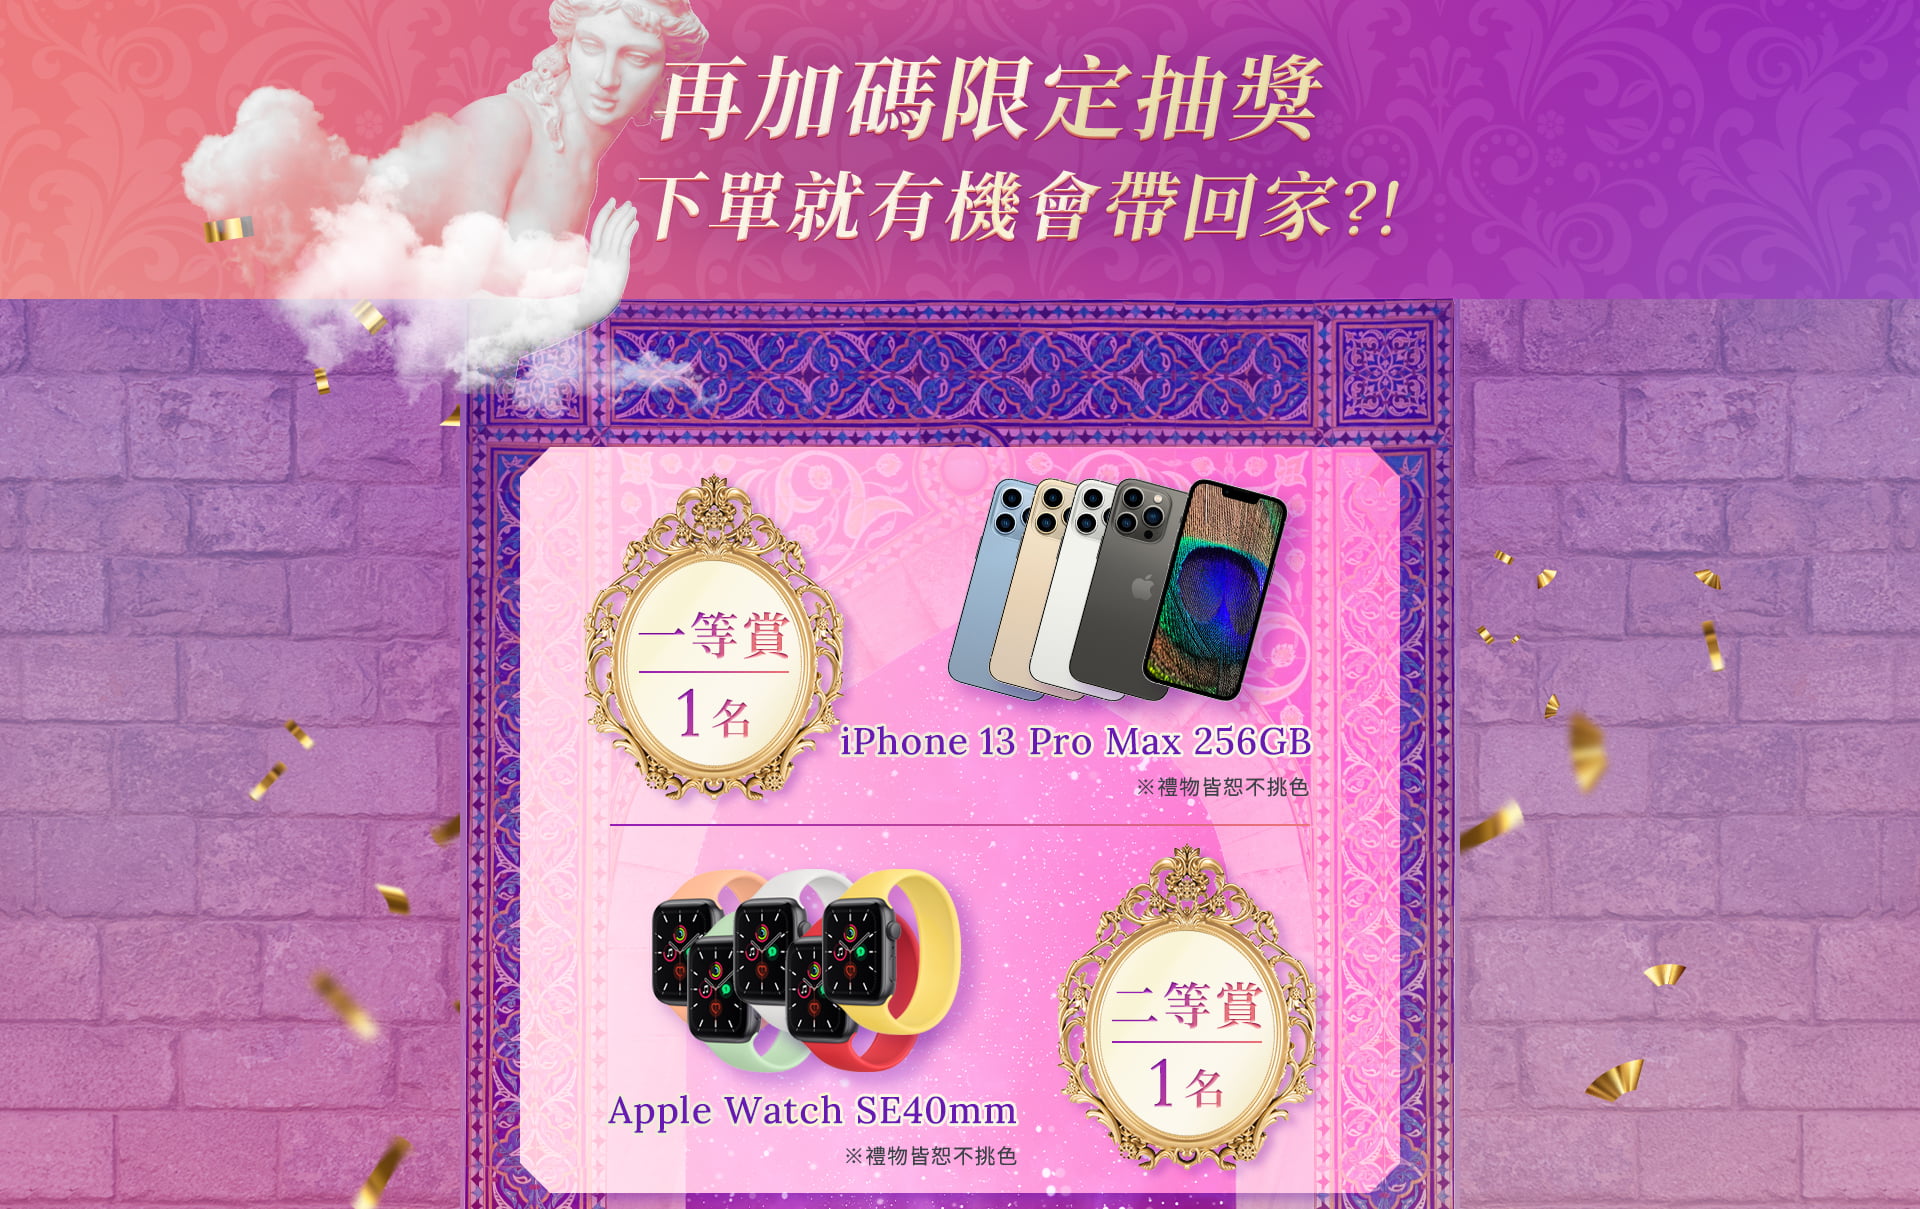 再加碼限定抽獎
下單就有機會帶回家?!
一等賞
1名
iPhone 13 Pro Max 256GB
※禮物皆恕不挑色
Apple Watch SE40mm
※禮物皆恕不挑色
二等賞
1名